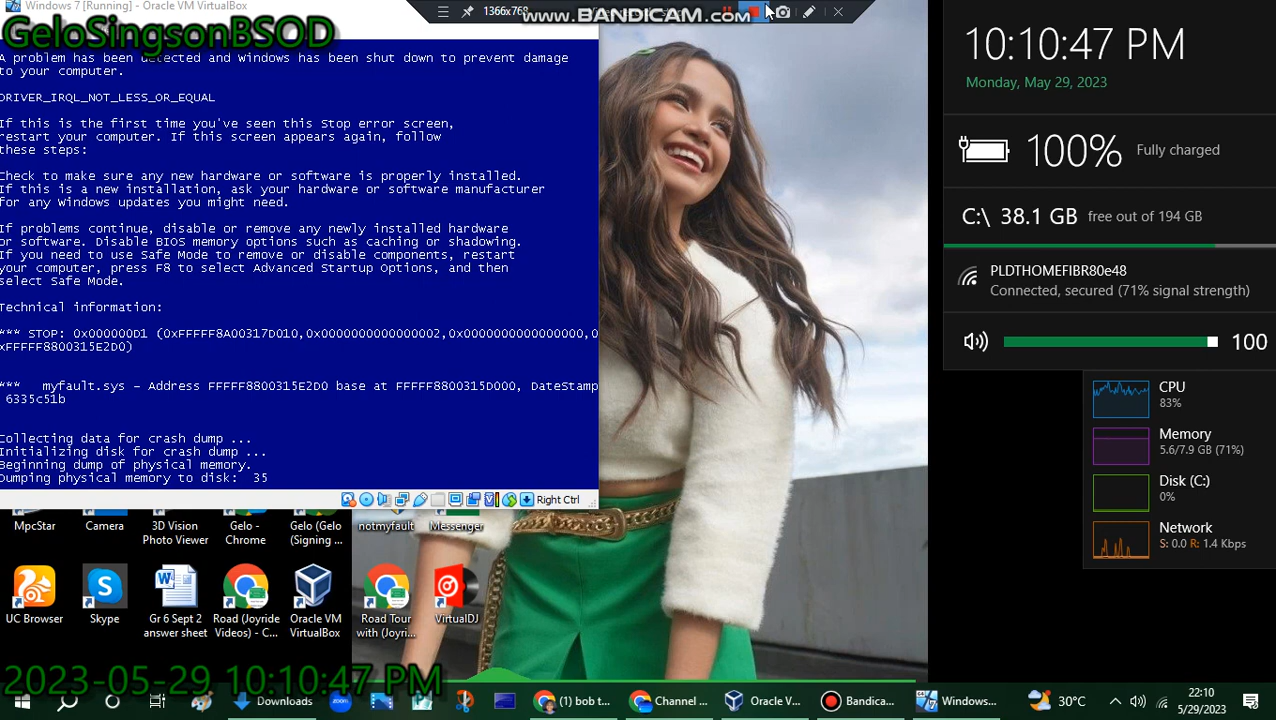 Windows 7 [Running] - Oracle VM VirtualBox
GeloSingsonBSOD
1366x768
www.BANDICAM.com
A problem has been detected and windows has been shut down to prevent damage
to your computer.
DRIVER_IRQL_NOT_LESS_OR_EQUAL
If this is the first time you've seen this Stop error screen,
restart your computer. If this screen appears again, follow
these steps:
Check to make sure any new hardware or software is properly installed.
If this is a new installation, ask your hardware or software manufacturer
for any windows updates you might need.
If problems continue, disable or remove any newly installed hardware
or software. Disable BIOS memory options such as caching or shadowing.
If you need to use Safe Mode to remove or disable components, restart
your computer, press F8 to select Advanced Startup Options, and then
select Safe Mode.
Technical information:
*** STOP: 0x000000D1 (0xFFFFF8A00317D010,0x0000000000000002,0x0000000000000000,0
xFFFFF8800315E2D0)
*** myfault.sys - Address FFFFF8800315E2D0 base at FFFFF8800315D000, DateStamp
6335c51b
Collecting data for crash dump ...
Initializing disk for crash dump ...
Beginning dump of physical memory.
Dumping physical memory to disk: 35
Right Ctrl
10:10:47 PM
Monday, May 29, 2023
100% Fully charged
C:\ 38.1 GB free out of 194 GB
PLDTHOMEFIBR80e48
Connected, secured (71% signal strength)
100
CPU
83%
Memory
5.6/7.9 GB (71%)
Disk (C:)
0%
Network
S: 0.0 R: 1.4 Kbps
MpcStar
Camera
3D Vision
Photo Viewer
Gelo -
Chrome
Gelo (Gelo
(Signing ...
notmyfault
Messenger
UC Browser
Skype
Gr 6 Sept 2
answer sheet
Road (Joyride
Videos) - C...
Oracle VM
VirtualBox
Road Tour
with (Joyri...
VirtualDJ
2023-05-29 10:10:47 PM
Downloads
zoom
(1) bob t...
Channel ...
Oracle V...
Bandica...
Windows...
30°C
22:10
5/29/2023